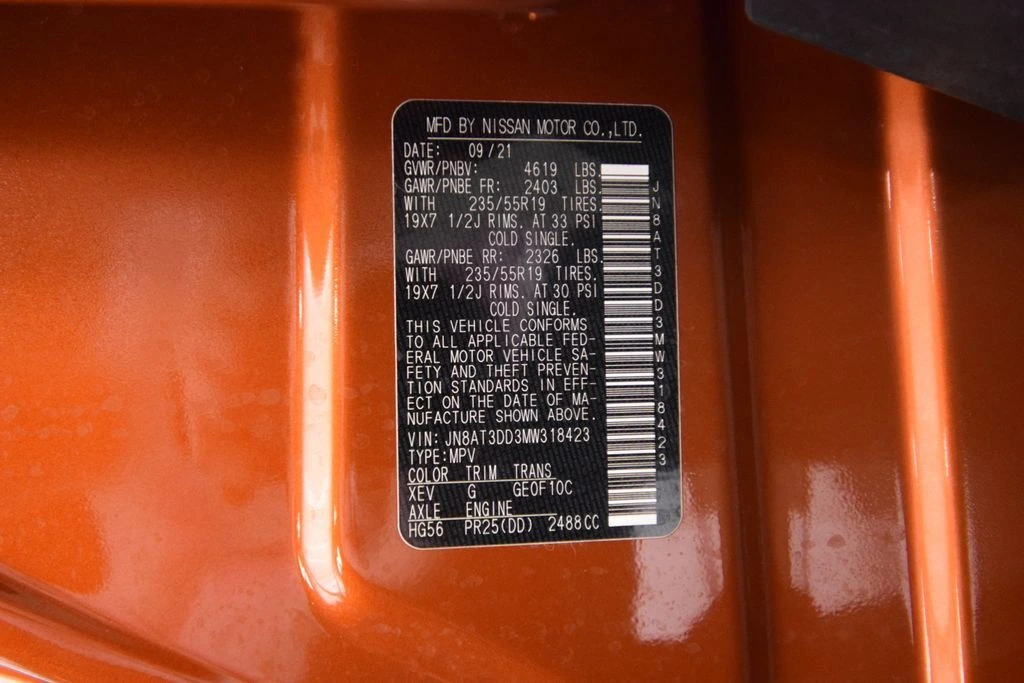 MFD BY NISSAN MOTOR CO.,LTD.
DATE: 09/21
GVWR/PNBV: 4619 LBS.
GAWR/PNBE FR: 2403 LBS.
WITH 235/55R19 TIRES.
19X7 1/2J RIMS. AT 33 PSI
COLD SINGLE.
GAWR/PNBE RR: 2326 LBS.
WITH 235/55R19 TIRES.
19X7 1/2J RIMS. AT 30 PSI
COLD SINGLE.
THIS VEHICLE CONFORMS
TO ALL APPLICABLE FED-
ERAL MOTOR VEHICLE SA-
FETY AND THEFT PREVEN-
TION STANDARDS IN EFF-
ECT ON THE DATE OF MA-
NUFACTURE SHOWN ABOVE.
VIN: JN8AT3DD3MW318423
TYPE:MPV
COLOR TRIM TRANS
XEV G GE0F10C
AXLE ENGINE
HG56 PR25(DD) 2488CC
JN8AT3DD3MW318423